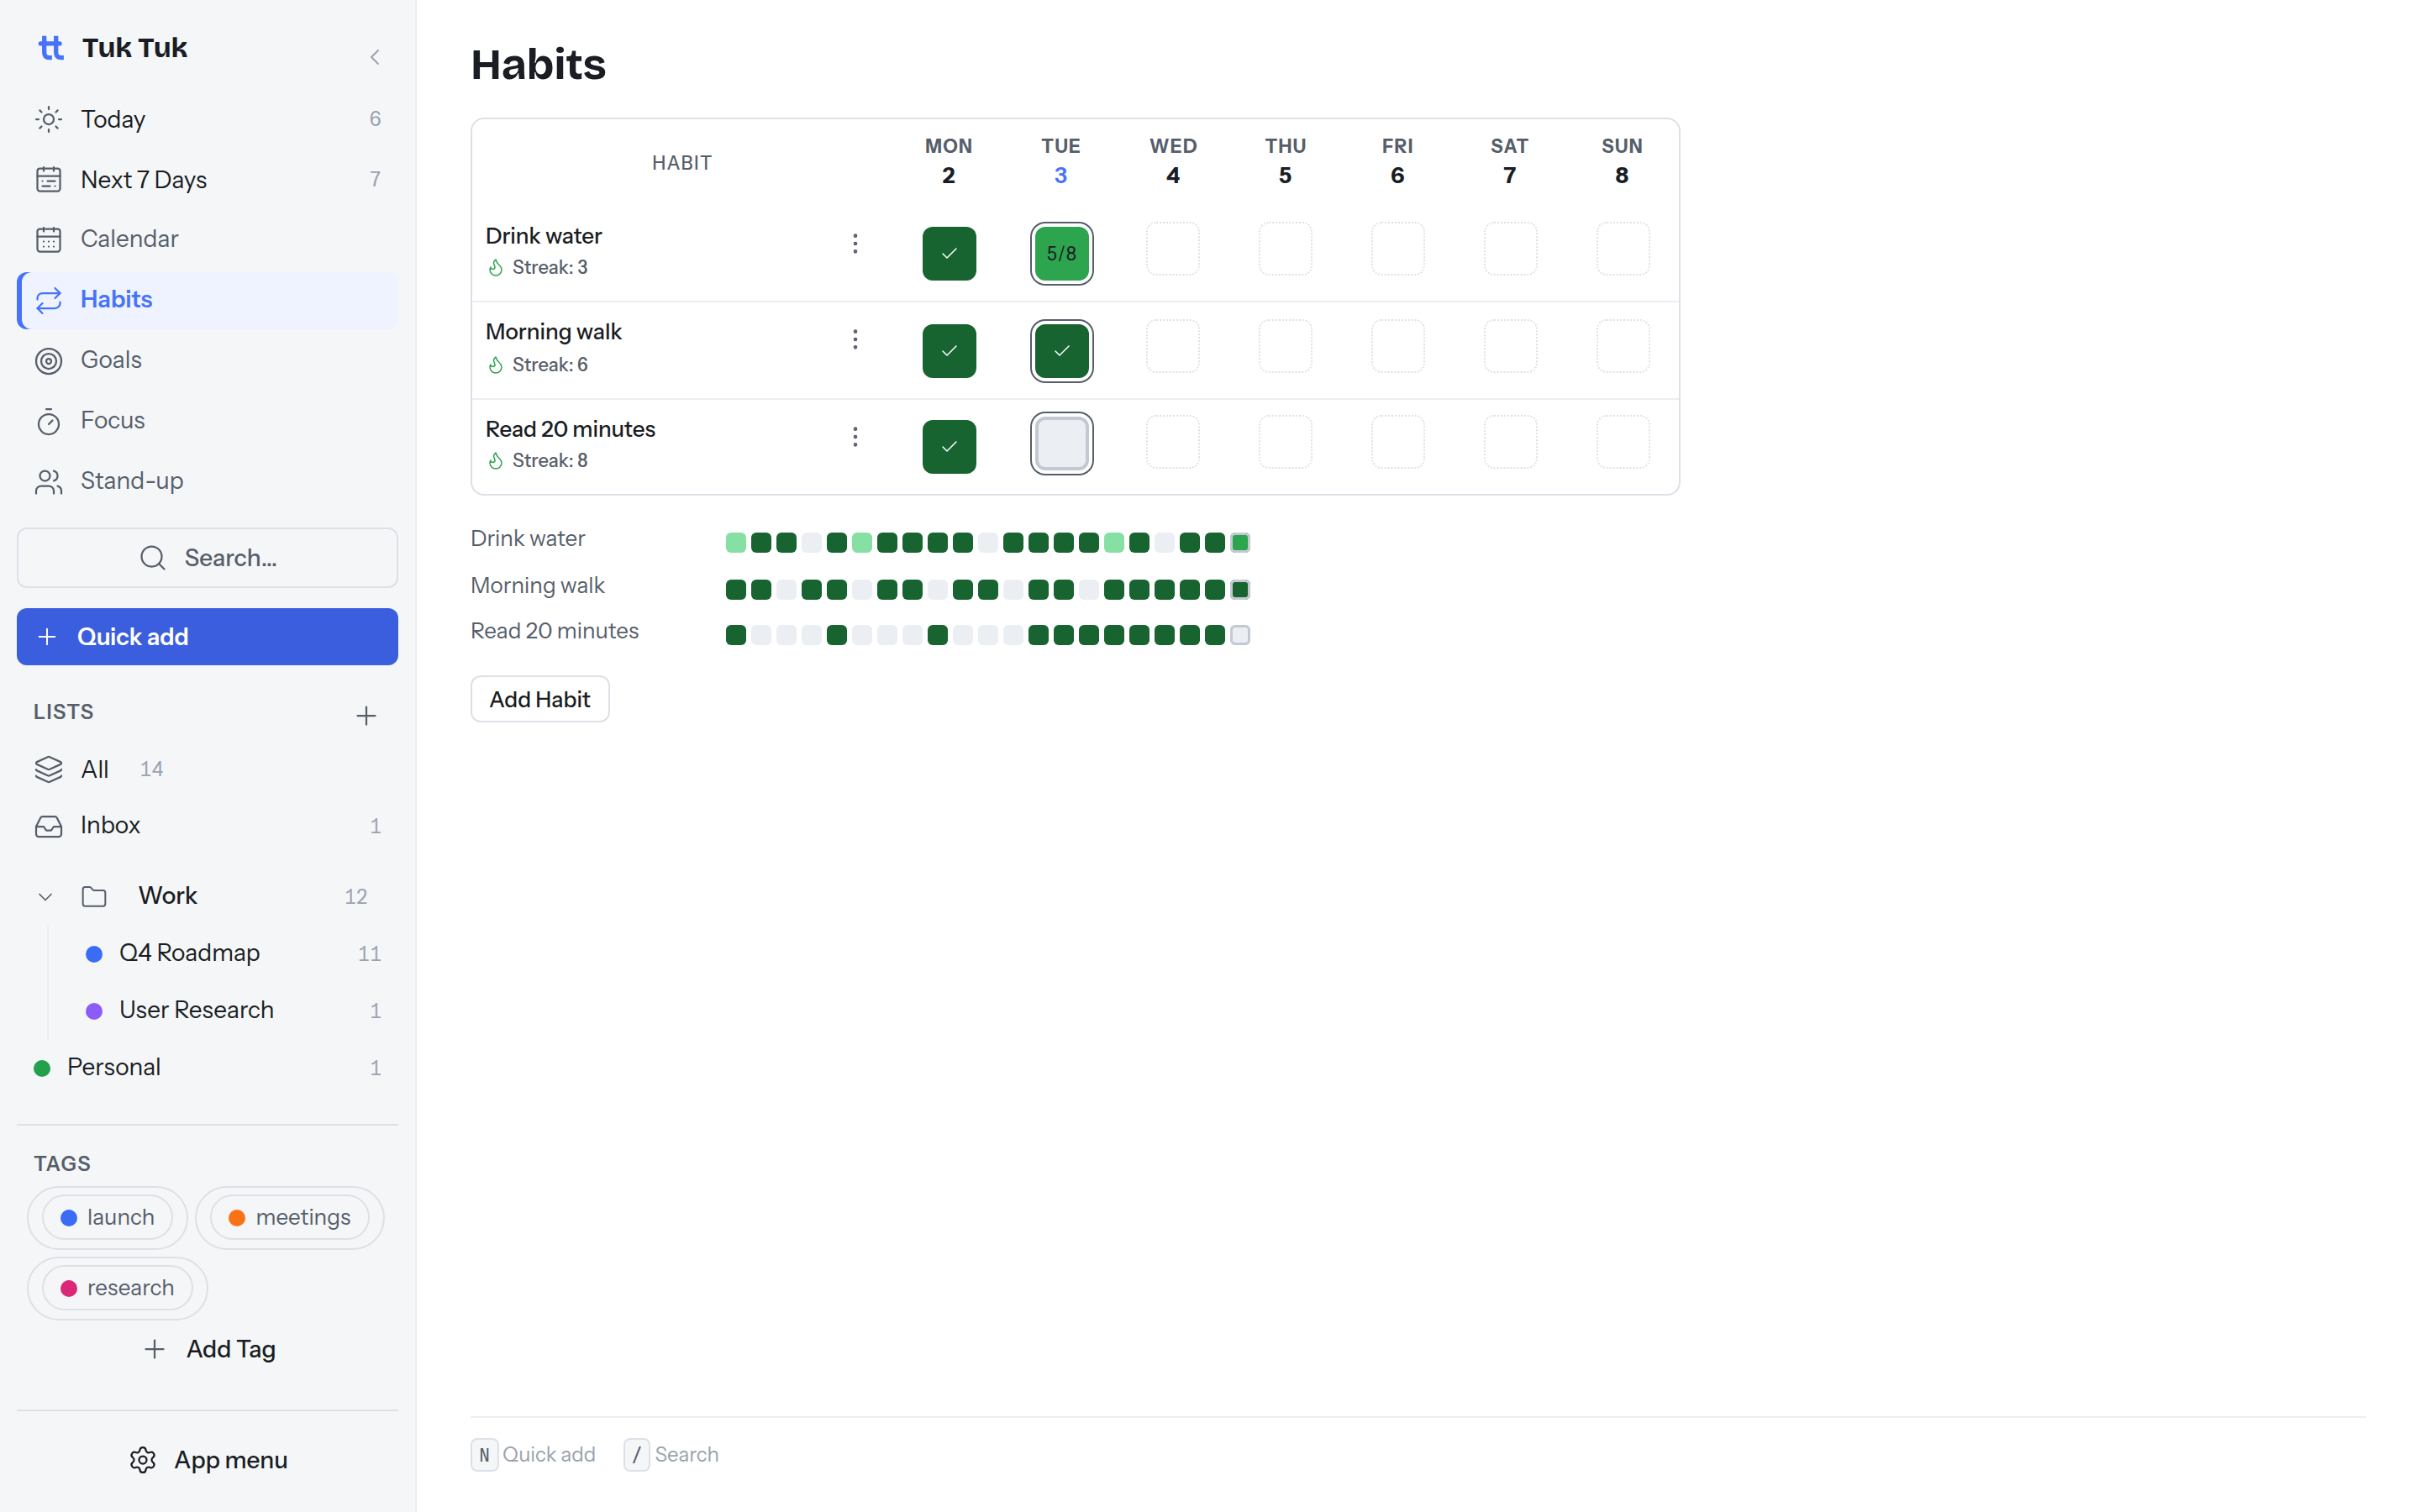 tt Tuk Tuk
Today 6
Next 7 Days 7
Calendar
Habits
Goals
Focus
Stand-up
Search...
Quick add
LISTS
All 14
Inbox 1
Work 12
Q4 Roadmap 11
User Research 1
Personal 1
TAGS
launch meetings
research
Add Tag
App menu
Habits
HABIT MON 2 TUE 3 WED 4 THU 5 FRI 6 SAT 7 SUN 8
Drink water 5/8
Streak: 3
Morning walk
Streak: 6
Read 20 minutes
Streak: 8
Drink water
Morning walk
Read 20 minutes
Add Habit
N Quick add / Search